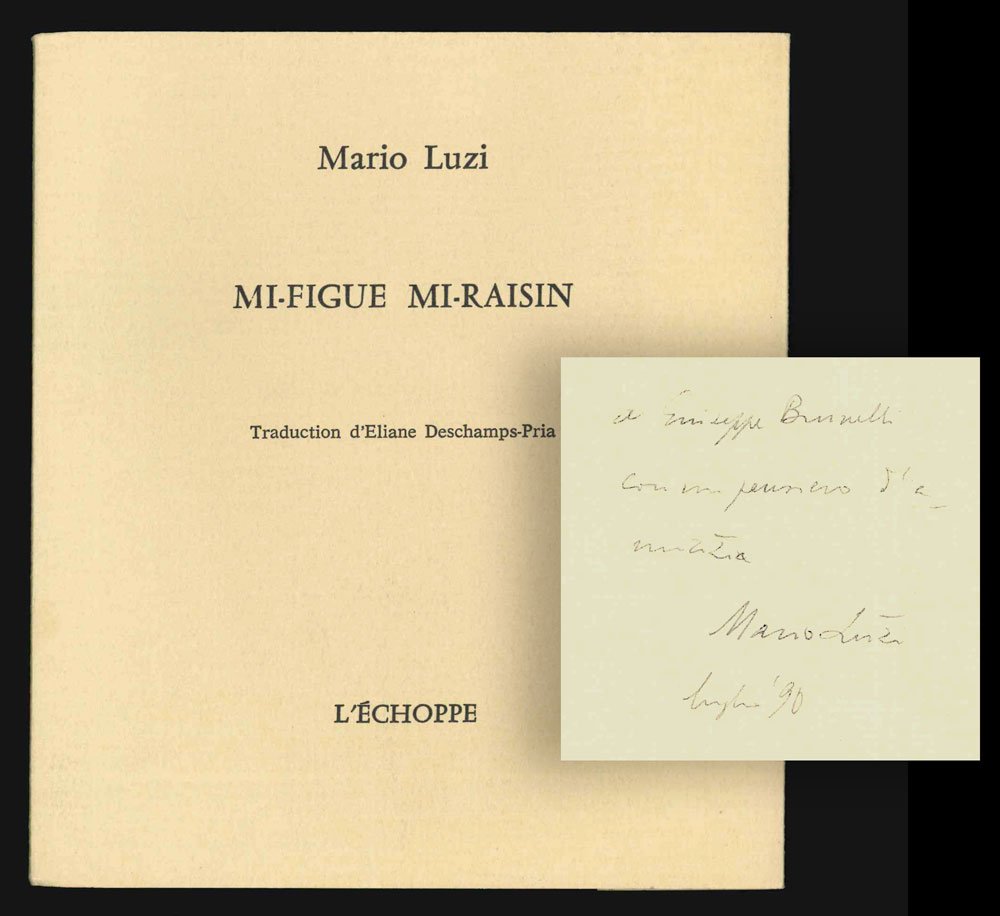 Mario Luzi
MI-FIGUE MI-RAISIN
Traduction d'Eliane Deschamps-Pria
L'ÉCHOPPE
a Giuseppe Brunelli
con un pensiero d'a-
micizia
Mario Luzi
luglio '90